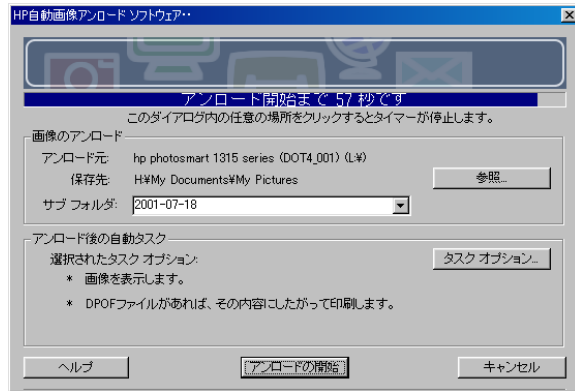 HP自動画像アンロード ソフトウェア・・
アンロード開始まで 57 秒です
このダイアログ内の任意の場所をクリックするとタイマーが停止します。
画像のアンロード
アンロード元: hp photosmart 1315 series (DOT4_001) (L:¥)
保存先: H:¥My Documents¥My Pictures 参照...
サブ フォルダ: 2001-07-18
アンロード後の自動タスク
選択されたタスク オプション: タスク オプション...
* 画像を表示します。
* DPOFファイルがあれば、その内容にしたがって印刷します。
ヘルプ アンロードの開始 キャンセル